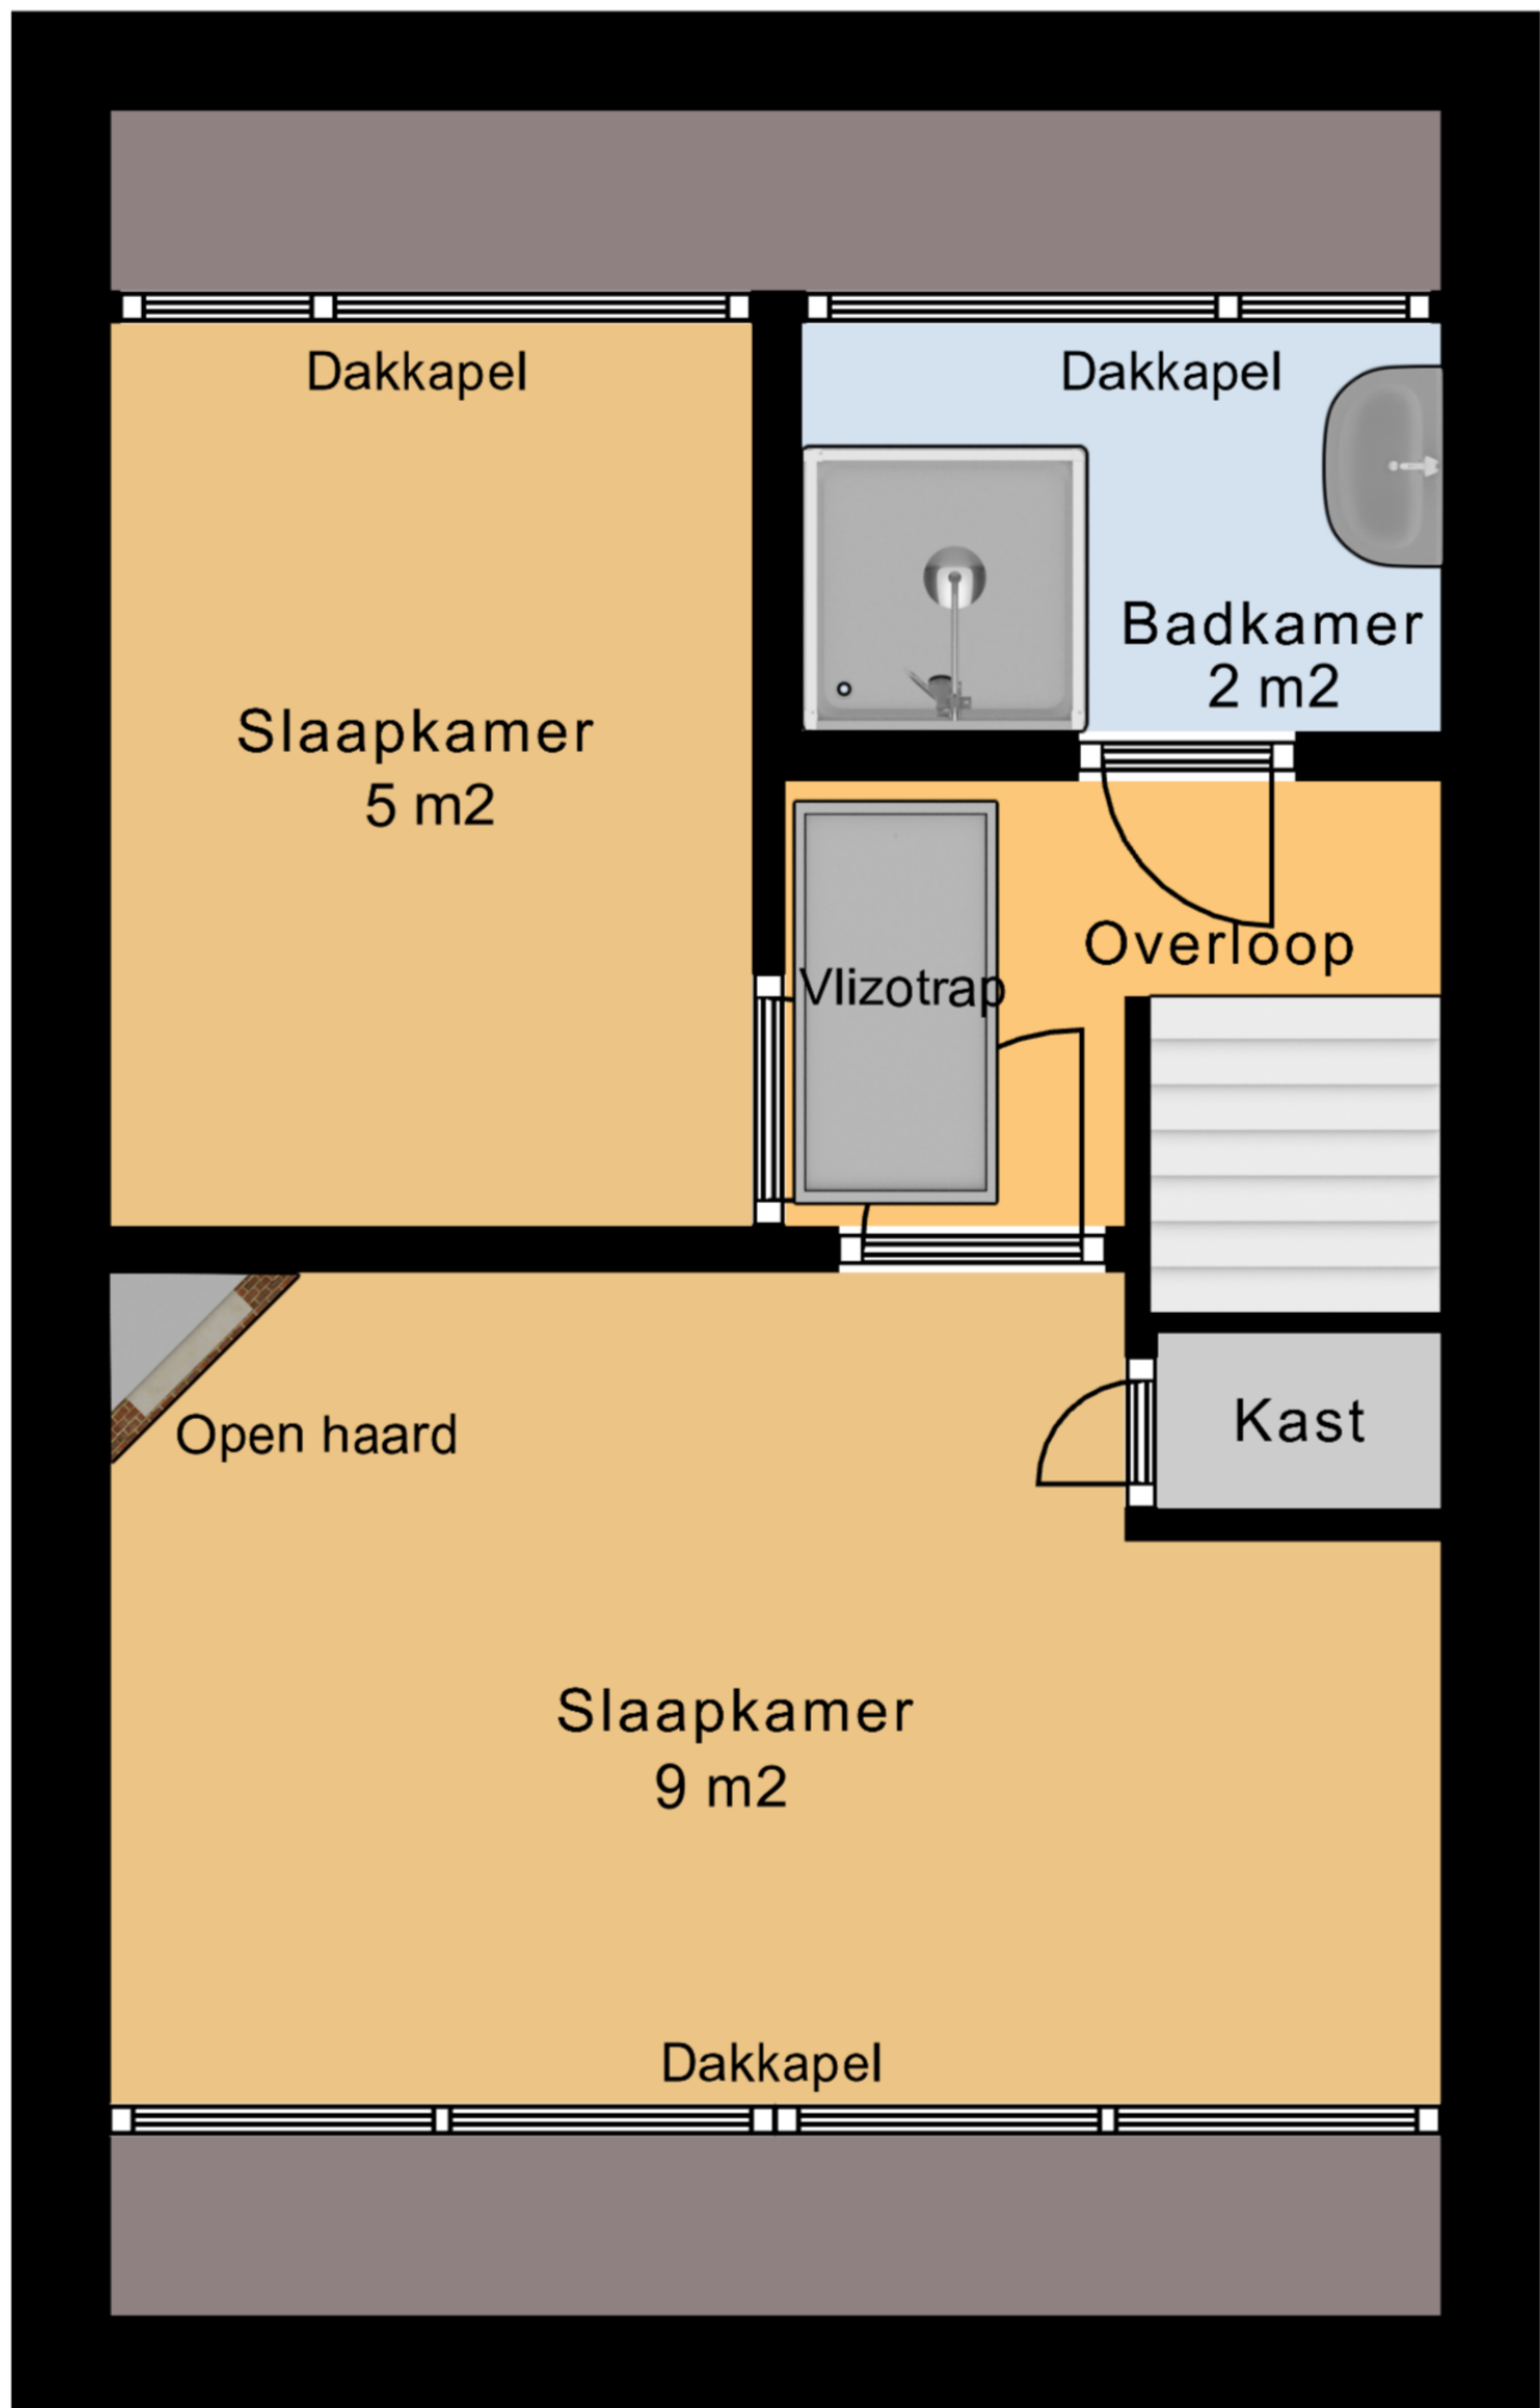 Dakkapel
Dakkapel
Badkamer
2 m2
Slaapkamer
5 m2
Overloop
Vlizotrap
Kast
Open haard
Slaapkamer
9 m2
Dakkapel